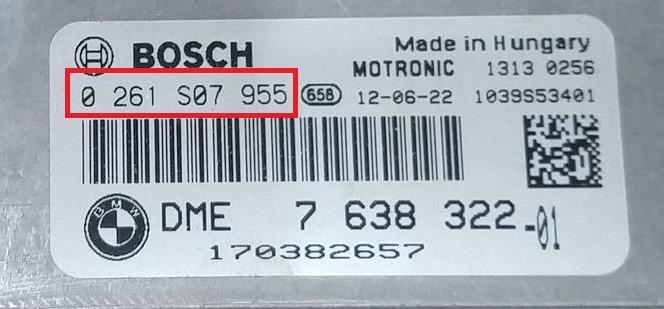 BOSCH Made in Hungary
MOTRONIC 1313 0256
0 261 S07 955 658 12-06-22 1039S53401
BMW DME 7 638 322-01
170382657